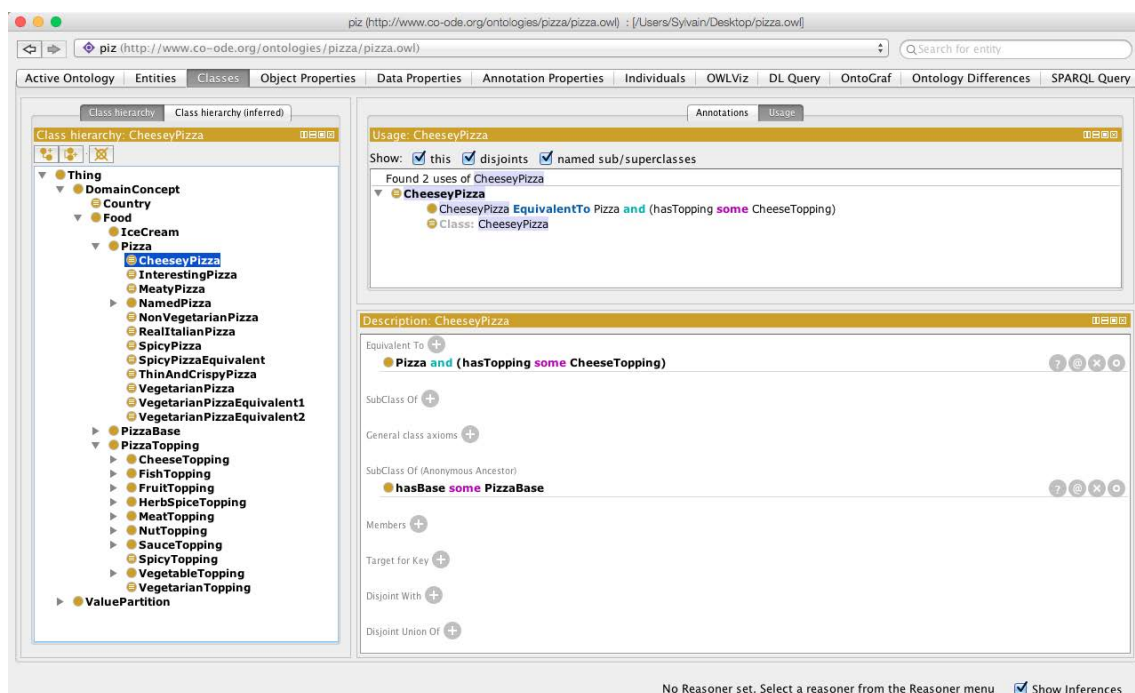 piz (http://www.co-ode.org/ontologies/pizza/pizza.owl) : [/Users/Sylvain/Desktop/pizza.owl]
piz (http://www.co-ode.org/ontologies/pizza/pizza.owl)
Search for entity
Active Ontology Entities Classes Object Properties Data Properties Annotation Properties Individuals OWLViz DL Query OntoGraf Ontology Differences SPARQL Query
Class hierarchy Class hierarchy (inferred)
Class hierarchy: CheeseyPizza
Thing
DomainConcept
Country
Food
IceCream
Pizza
CheeseyPizza
InterestingPizza
MeatyPizza
NamedPizza
NonVegetarianPizza
RealItalianPizza
SpicyPizza
SpicyPizzaEquivalent
ThinAndCrispyPizza
VegetarianPizza
VegetarianPizzaEquivalent1
VegetarianPizzaEquivalent2
PizzaBase
PizzaTopping
CheeseTopping
FishTopping
FruitTopping
HerbSpiceTopping
MeatTopping
NutTopping
SauceTopping
SpicyTopping
VegetableTopping
VegetarianTopping
ValuePartition
Annotations Usage
Usage: CheeseyPizza
Show: this disjoints named sub/superclasses
Found 2 uses of CheeseyPizza
CheeseyPizza
CheeseyPizza EquivalentTo Pizza and (hasTopping some CheeseTopping)
Class: CheeseyPizza
Description: CheeseyPizza
Equivalent To
Pizza and (hasTopping some CheeseTopping)
SubClass Of
General class axioms
SubClass Of (Anonymous Ancestor)
hasBase some PizzaBase
Members
Target for Key
Disjoint With
Disjoint Union Of
No Reasoner set. Select a reasoner from the Reasoner menu Show Inferences